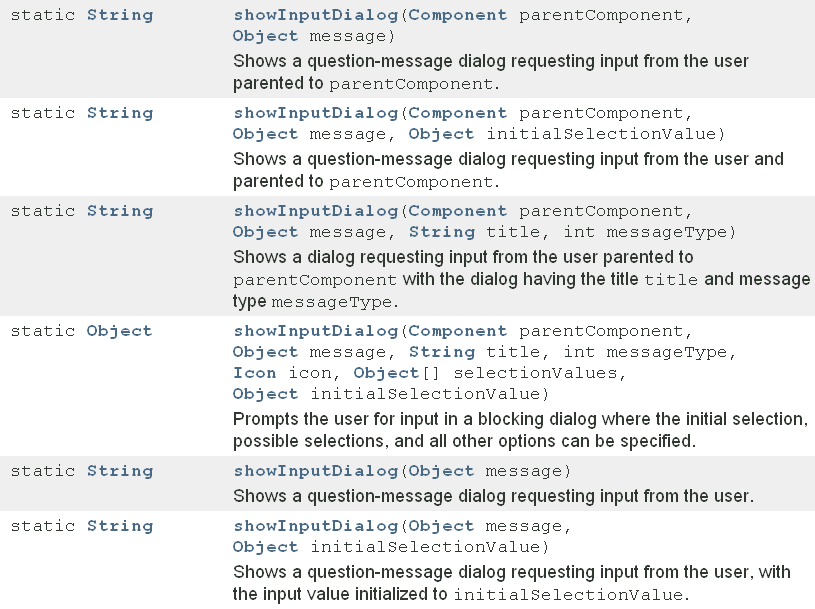 static String showInputDialog(Component parentComponent,
Object message)
Shows a question-message dialog requesting input from the user
parented to parentComponent.
static String showInputDialog(Component parentComponent,
Object message, Object initialSelectionValue)
Shows a question-message dialog requesting input from the user and
parented to parentComponent.
static String showInputDialog(Component parentComponent,
Object message, String title, int messageType)
Shows a dialog requesting input from the user parented to
parentComponent with the dialog having the title title and message
type messageType.
static Object showInputDialog(Component parentComponent,
Object message, String title, int messageType,
Icon icon, Object[] selectionValues,
Object initialSelectionValue)
Prompts the user for input in a blocking dialog where the initial selection,
possible selections, and all other options can be specified.
static String showInputDialog(Object message)
Shows a question-message dialog requesting input from the user.
static String showInputDialog(Object message,
Object initialSelectionValue)
Shows a question-message dialog requesting input from the user, with
the input value initialized to initialSelectionValue.